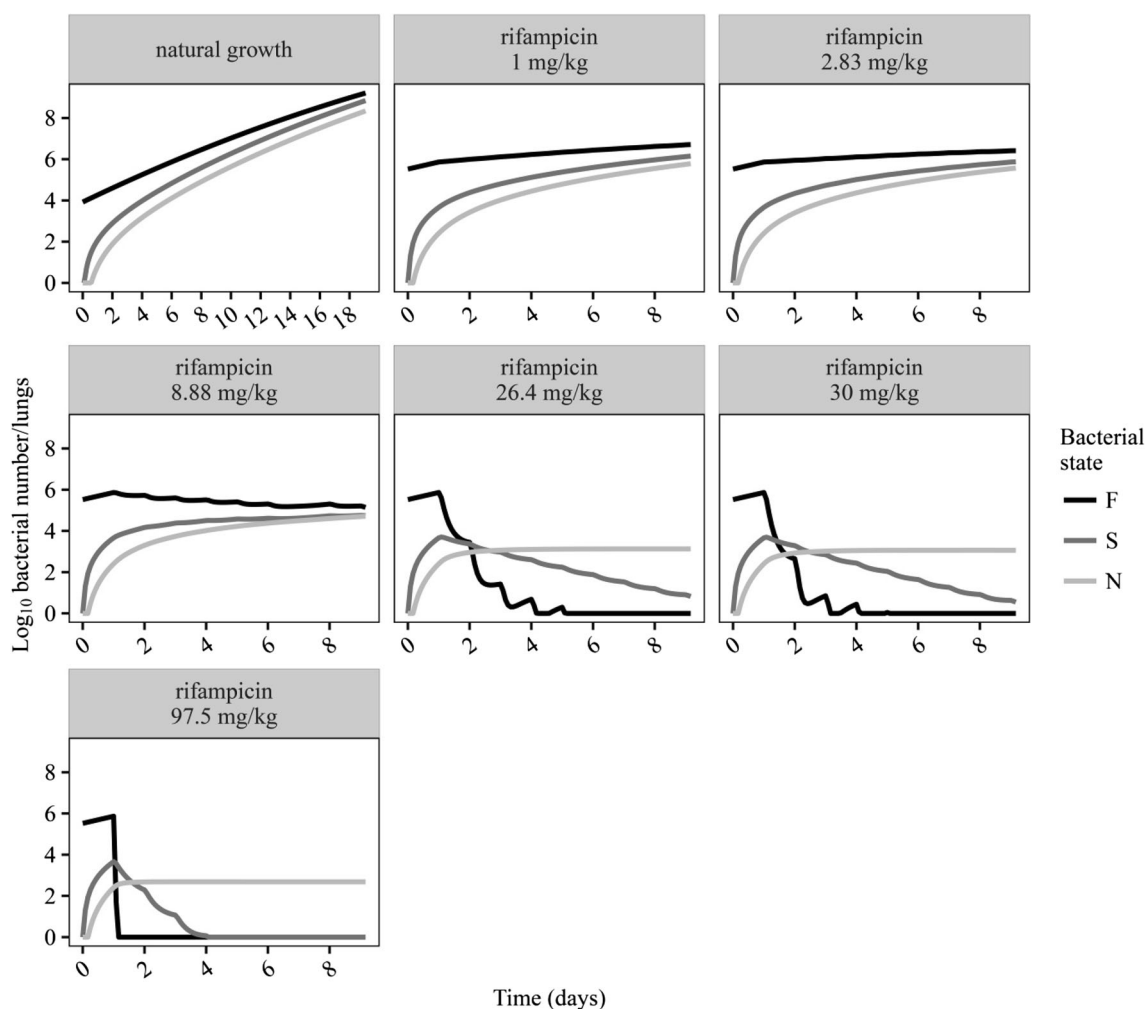 natural growth
rifampicin
1 mg/kg
rifampicin
2.83 mg/kg
8
6
4
2
0
0 2 4 6 8 10 12 14 16 18
0 2 4 6 8
0 2 4 6 8
rifampicin
8.88 mg/kg
rifampicin
26.4 mg/kg
rifampicin
30 mg/kg
Log₁₀ bacterial number/lungs
8
6
4
2
0
0 2 4 6 8
0 2 4 6 8
0 2 4 6 8
Bacterial
state
F
S
N
rifampicin
97.5 mg/kg
8
6
4
2
0
0 2 4 6 8
Time (days)